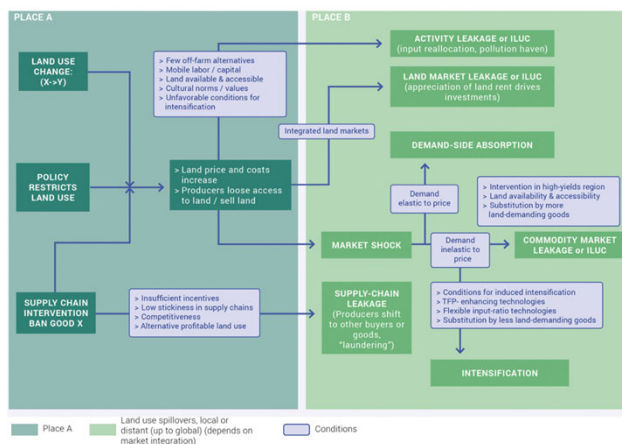 PLACE A
PLACE B
LAND USE
CHANGE:
(X->Y)
> Few off-farm alternatives
> Mobile labor / capital
> Land available & accessible
> Cultural norms / values
> Unfavorable conditions for
intensification
ACTIVITY LEAKAGE or ILUC
(input reallocation, pollution haven)
LAND MARKET LEAKAGE or ILUC
(appreciation of land rent drives
investments)
Integrated land markets
DEMAND-SIDE ABSORPTION
POLICY
RESTRICTS
LAND USE
> Land price and costs
increase
> Producers loose access
to land / sell land
Demand
elastic to
price
> Intervention in high-yields region
> Land availability & accessibility
> Substitution by more
land-demanding goods
MARKET SHOCK
Demand
inelastic to
price
COMMODITY MARKET
LEAKAGE or ILUC
SUPPLY CHAIN
INTERVENTION
BAN GOOD X
> Insufficient incentives
> Low stickiness in supply chains
> Competitiveness
> Alternative profitable land use
SUPPLY-CHAIN
LEAKAGE
(Producers shift
to other buyers or
goods,
"laundering")
> Conditions for induced intensification
> TFP- enhancing technologies
> Flexible input-ratio technologies
> Substitution by less land-demanding goods
INTENSIFICATION
Place A
Land use spillovers, local or
distant (up to global) (depends on
market integration)
Conditions